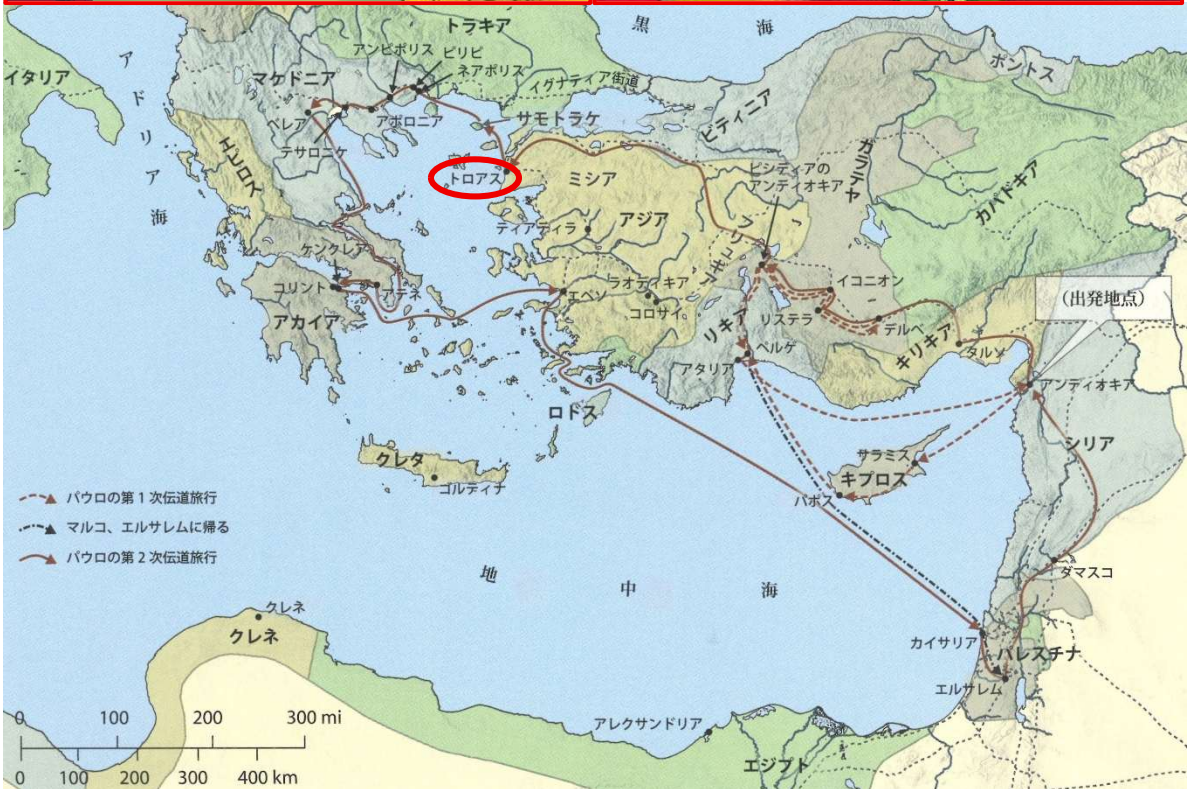 黒 海
トラキア
アンピポリス
ピリピ
ネアポリス
イタリア
アドリア海
マケドニア
イグナティア街道
ポントス
ビティニア
ベレア
アポロニア
サモトラケ
テサロニケ
エピロス
トロアス
ミシア
ピシディアの
アンティオキア
ガラテヤ
カパドキア
アジア
ティアティラ
フリュギア
ケンクレア
コリント
アテネ
エペソ
ラオディキア
コロサイ
イコニオン
(出発地点)
アカイア
リステラ
デルベ
リキア
キリキア
タルソ
ペルゲ
アタリア
アンティオキア
ロドス
シリア
クレタ
サラミス
キプロス
ゴルティナ
パポス
パウロの第1次伝道旅行
マルコ、エルサレムに帰る
パウロの第2次伝道旅行
地 中 海
ダマスコ
クレネ
クレネ
カイサリア
パレスチナ
エルサレム
0 100 200 300 mi
アレクサンドリア
エジプト
0 100 200 300 400 km